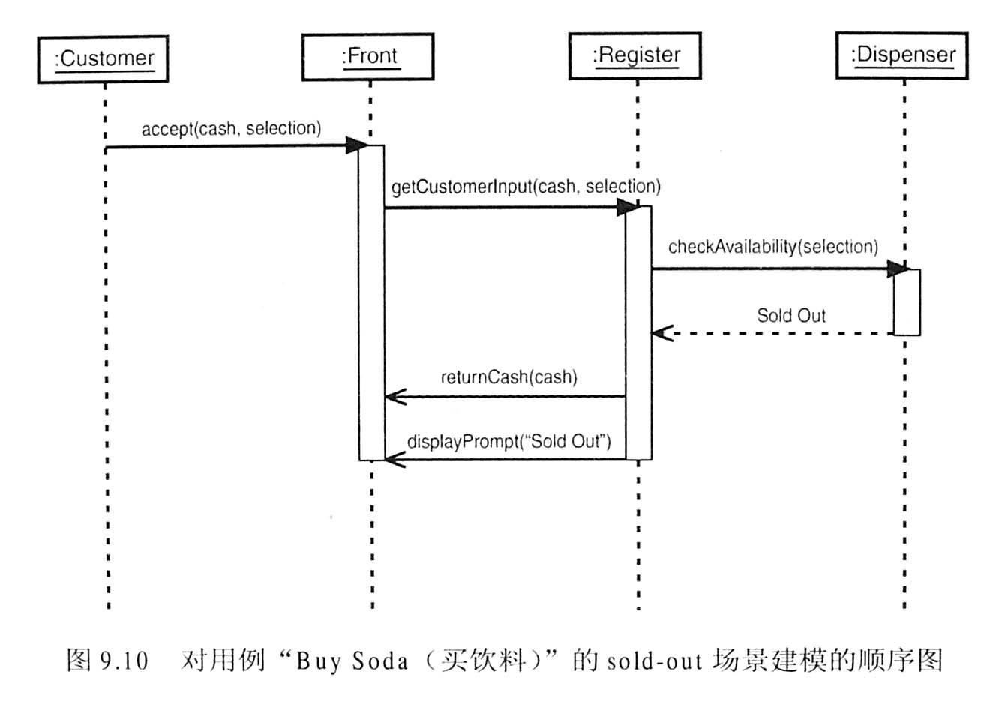 :Customer
:Front
:Register
:Dispenser
accept(cash, selection)
getCustomerInput(cash, selection)
checkAvailability(selection)
Sold Out
returnCash(cash)
displayPrompt(“Sold Out”)
图 9.10 对用例“Buy Soda（买饮料）”的 sold-out 场景建模的顺序图